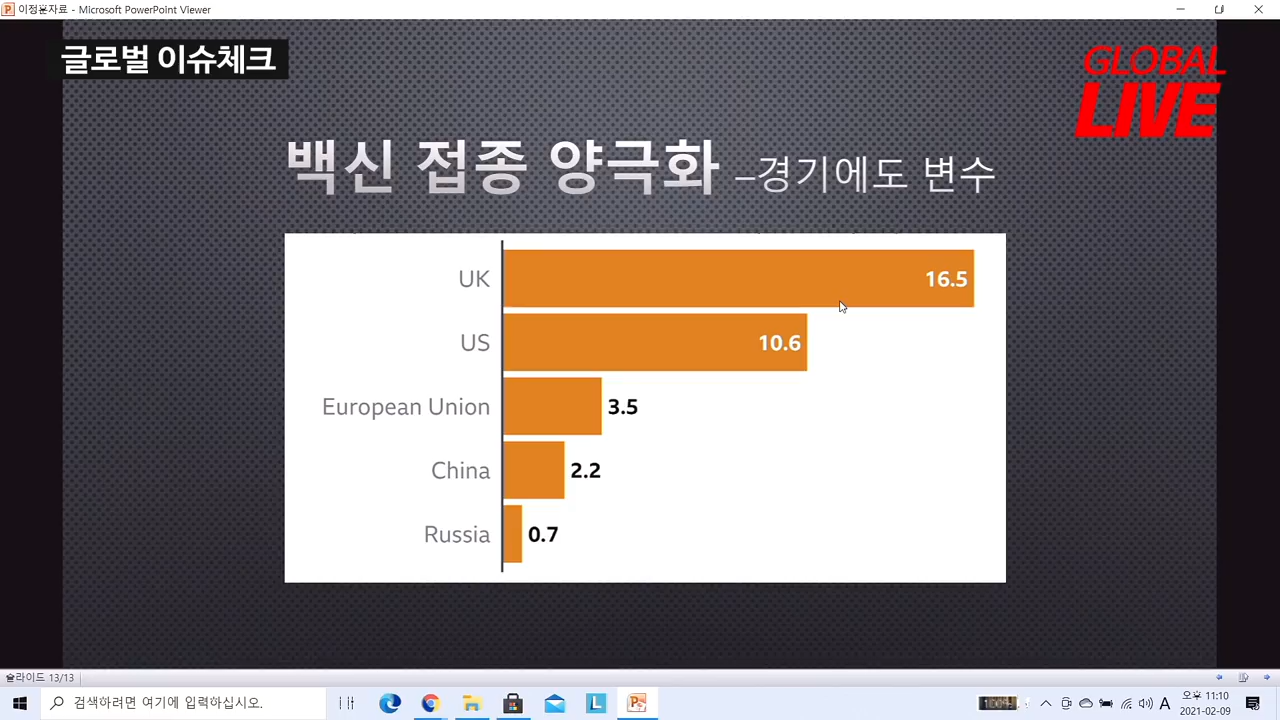 이정윤자료 - Microsoft PowerPoint Viewer
글로벌 이슈체크
GLOBAL
LIVE
백신 접종 양극화 –경기에도 변수
UK 16.5
US 10.6
European Union 3.5
China 2.2
Russia 0.7
슬라이드 13/13
검색하려면 여기에 입력하십시오.
100%
A
오후 11:10
2021-02-09